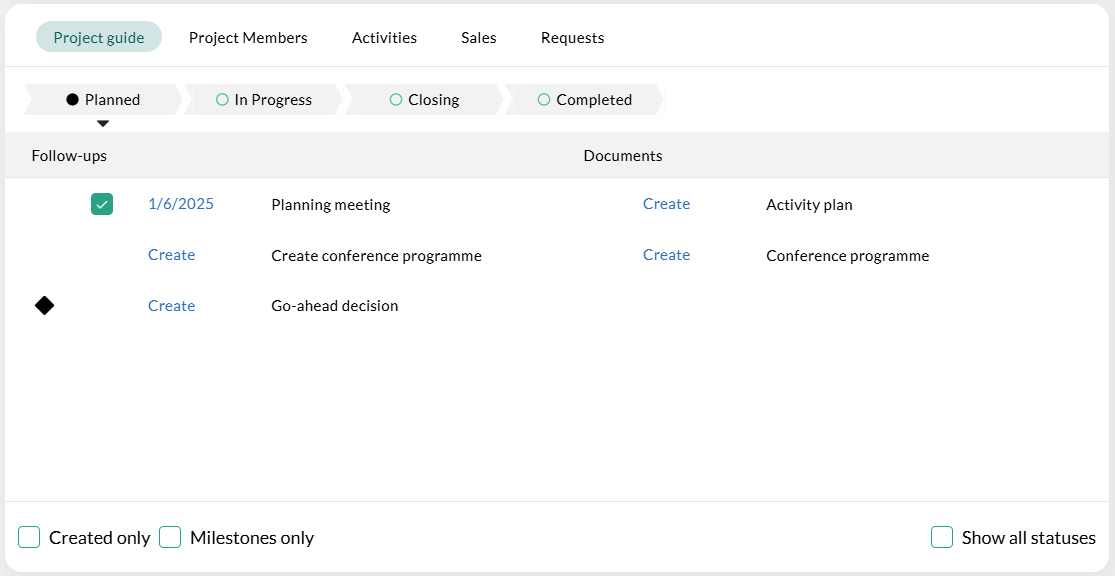 Project guide Project Members Activities Sales Requests
Planned In Progress Closing Completed
Follow-ups Documents
1/6/2025 Planning meeting Create Activity plan
Create Create conference programme Create Conference programme
Create Go-ahead decision
Created only Milestones only Show all statuses